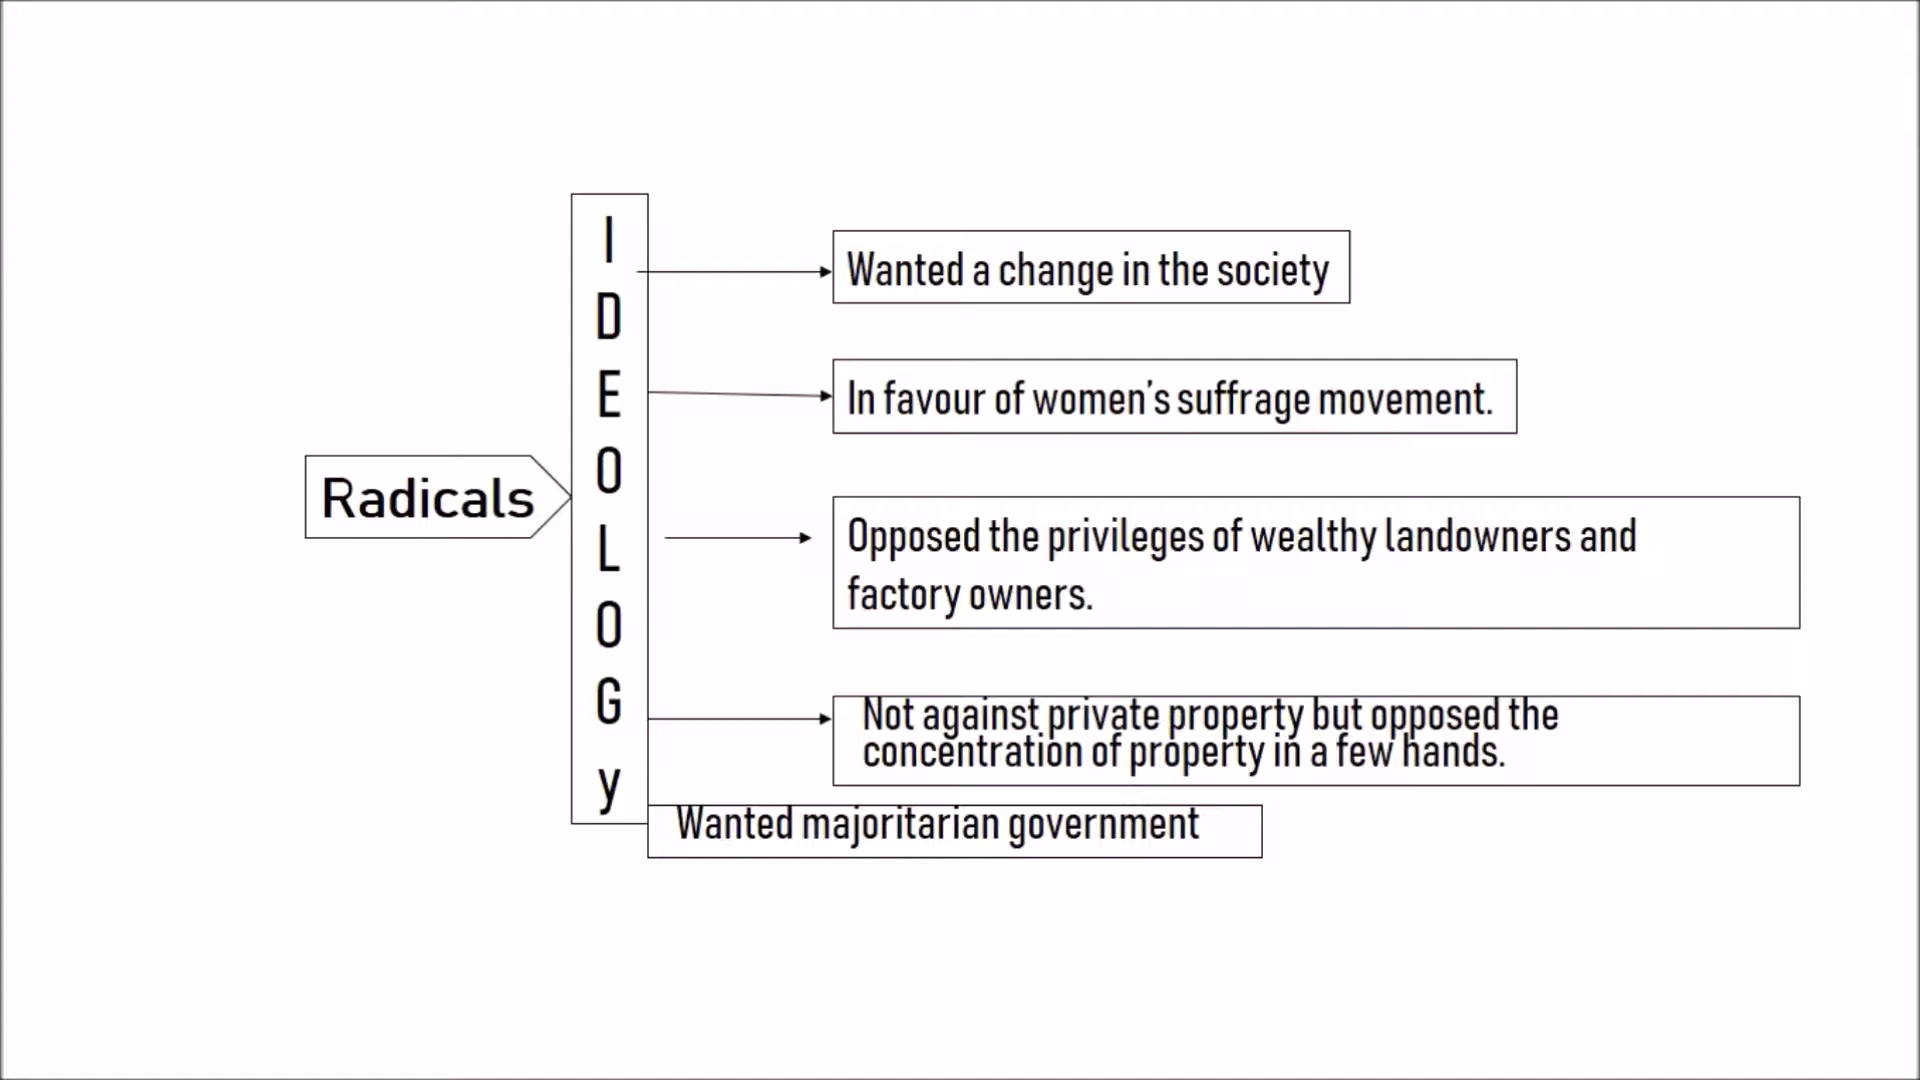 Radicals
I
D
E
O
L
O
G
y
Wanted a change in the society
In favour of women's suffrage movement.
Opposed the privileges of wealthy landowners and
factory owners.
Not against private property but opposed the
concentration of property in a few hands.
Wanted majoritarian government